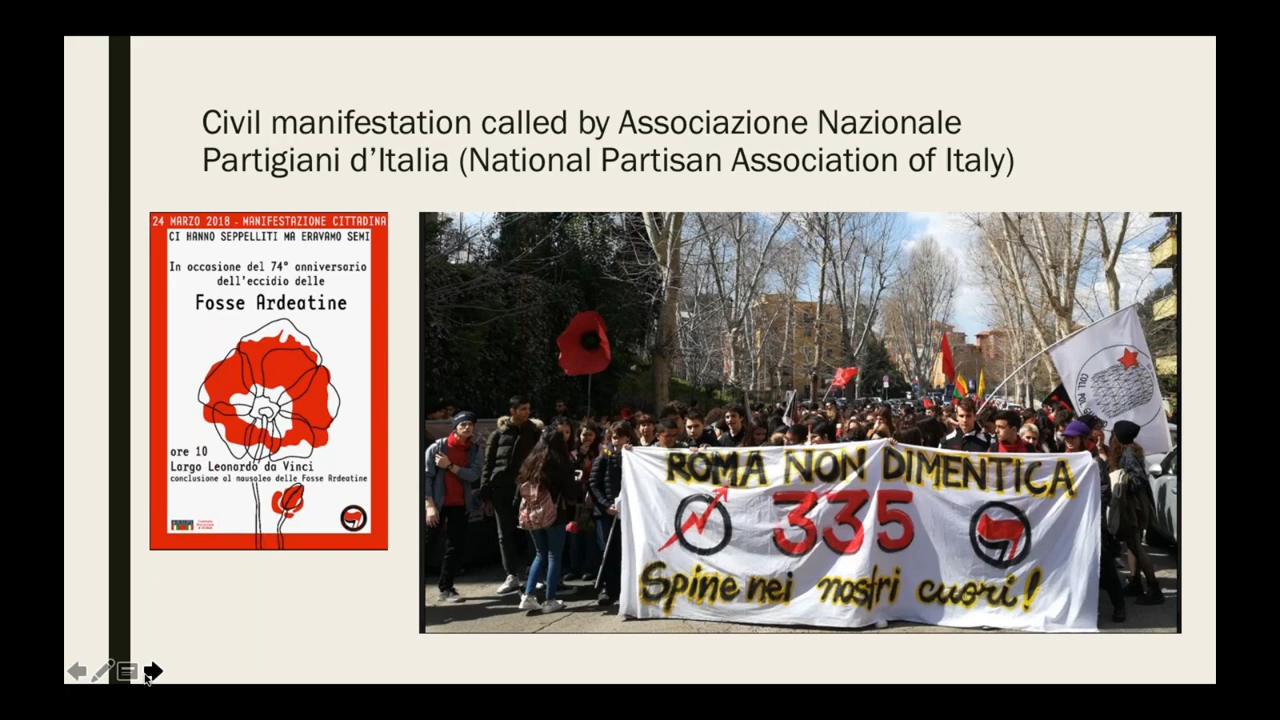 Civil manifestation called by Associazione Nazionale
Partigiani d’Italia (National Partisan Association of Italy)
24 MARZO 2018 - MANIFESTAZIONE CITTADINA
CI HANNO SEPPELLITI MA ERAVAMO SEMI
In occasione del 74° anniversario
dell'eccidio delle
Fosse Ardeatine
ore 10
Largo Leonardo da Vinci
conclusione al mausoleo delle Fosse Ardeatine
ROMA NON DIMENTICA
335
Spine nei nostri cuori!
COLL POL